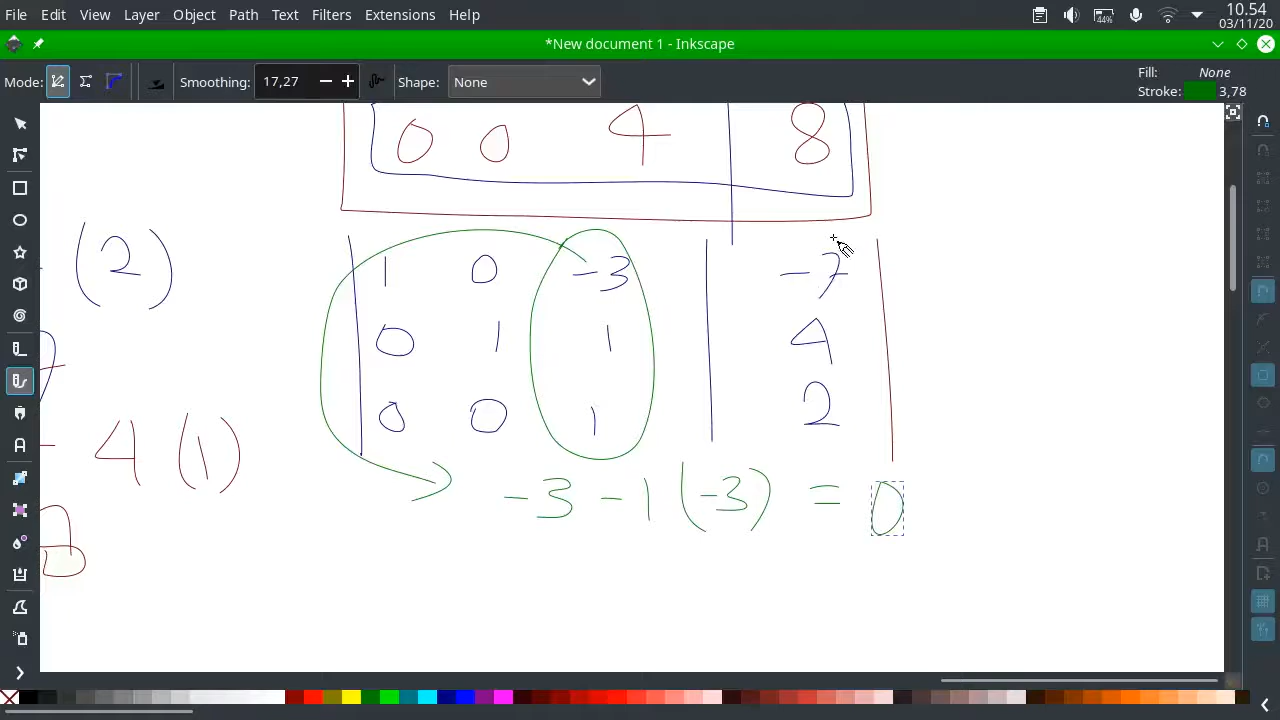 File Edit View Layer Object Path Text Filters Extensions Help
44%
10.54
03/11/20
*New document 1 - Inkscape
Mode: Smoothing: 17,27 Shape: None
Fill: None
Stroke: 3,78
0 0 4 8
(2)
1 0 -3 -7
0 1 1 4
0 0 1 2
- 4 (1)
-3 -1 (-3) = 0